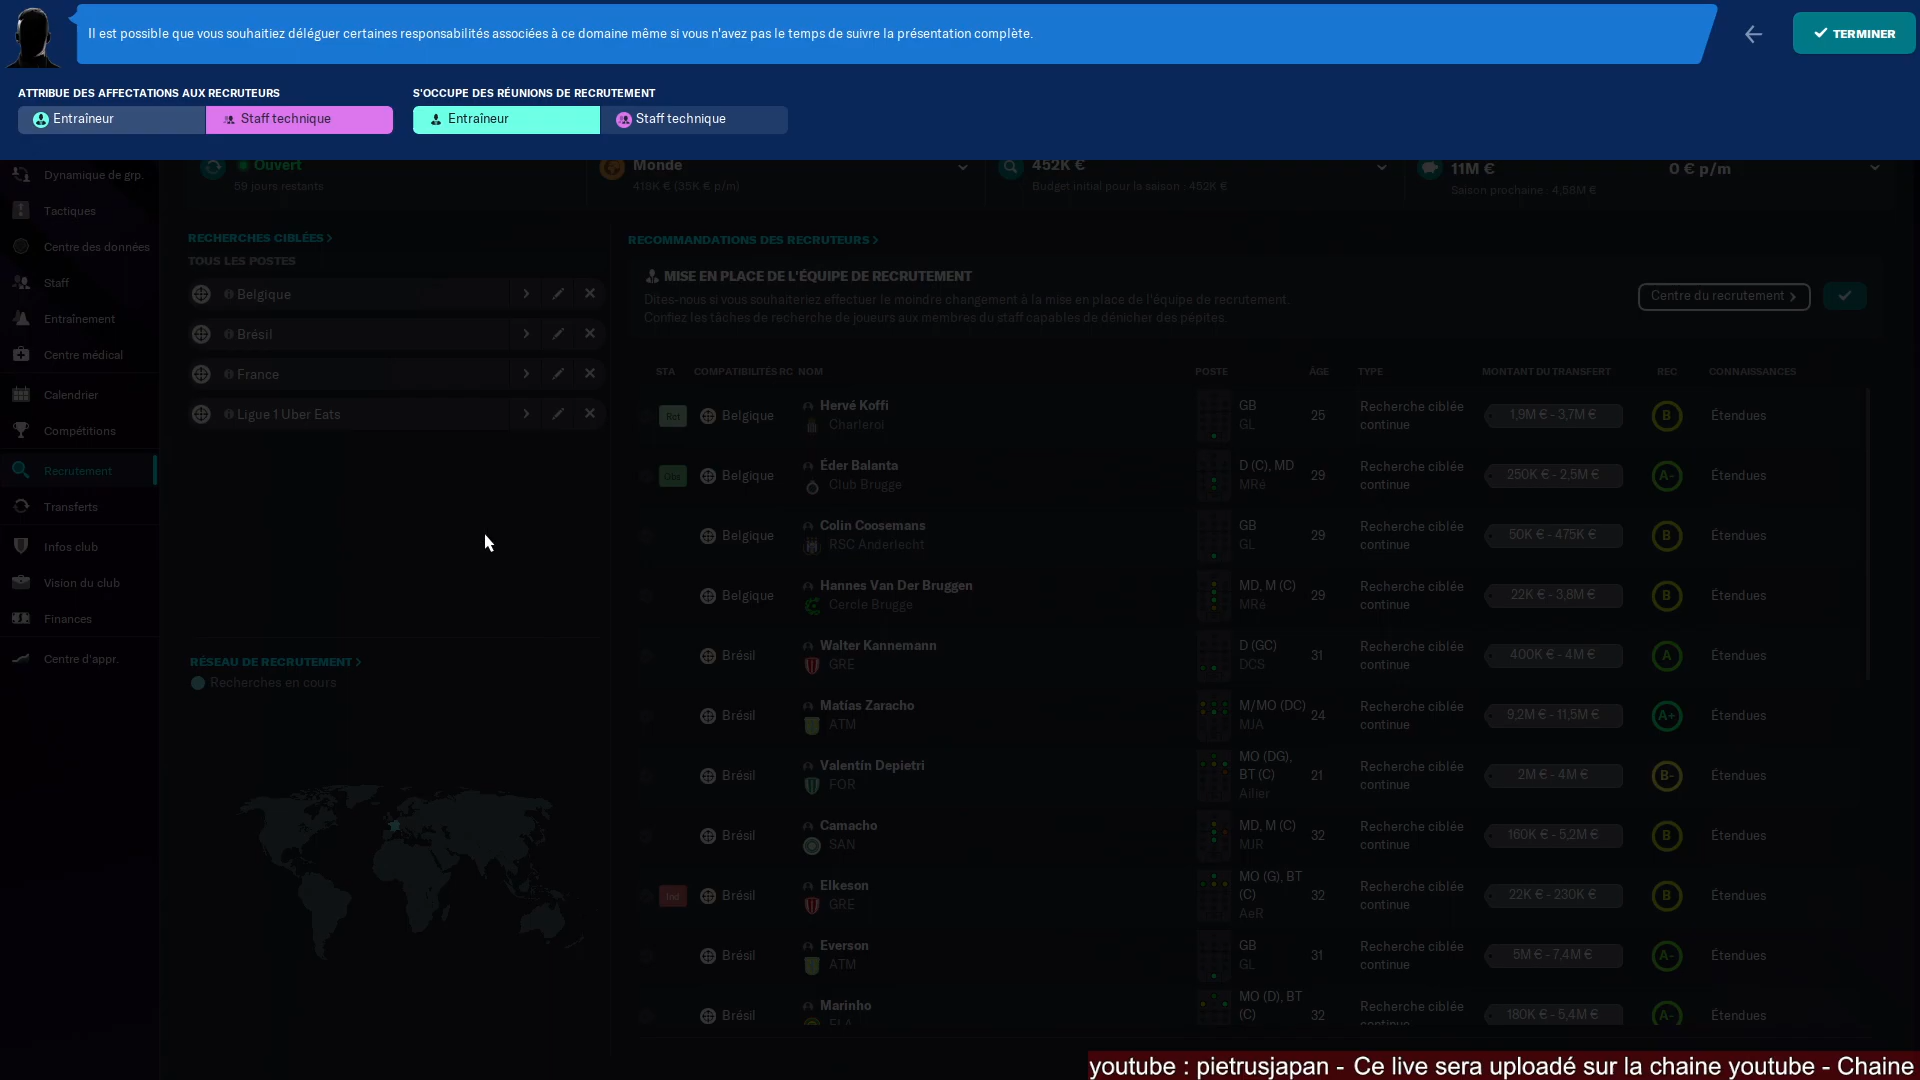 Il est possible que vous souhaitiez déléguer certaines responsabilités associées à ce domaine même si vous n'avez pas le temps de suivre la présentation complète.
TERMINER
ATTRIBUE DES AFFECTATIONS AUX RECRUTEURS
Entraîneur
Staff technique
S'OCCUPE DES RÉUNIONS DE RECRUTEMENT
Entraîneur
Staff technique
Ouvert
59 jours restants
Monde
418K € (35K € p/m)
452K €
Budget initial pour la saison : 452K €
11M €
Saison prochaine : 4,58M €
0 € p/m
Dynamique de grp.
Tactiques
Centre des données
Staff
Entraînement
Centre médical
Calendrier
Compétitions
Recrutement
Transferts
Infos club
Vision du club
Finances
Centre d'appr.
RECHERCHES CIBLÉES
TOUS LES POSTES
Belgique
Brésil
France
Ligue 1 Uber Eats
RÉSEAU DE RECRUTEMENT
Recherches en cours
RECOMMANDATIONS DES RECRUTEURS
MISE EN PLACE DE L'ÉQUIPE DE RECRUTEMENT
Dites-nous si vous souhaiteriez effectuer le moindre changement à la mise en place de l'équipe de recrutement.
Confiez les tâches de recherche de joueurs aux membres du staff capables de dénicher des pépites.
Centre du recrutement
STA COMPATIBILITÉS RC NOM POSTE ÂGE TYPE MONTANT DU TRANSFERT REC CONNAISSANCES
Rot Belgique Hervé Koffi GB 25 Recherche ciblée 1,9M € - 3,7M € B Étendues
Charleroi GL continue
Obs Belgique Éder Balanta D (C), MD 29 Recherche ciblée 250K € - 2,5M € A- Étendues
Club Brugge MRé continue
Belgique Colin Coosemans GB 29 Recherche ciblée 50K € - 475K € B Étendues
RSC Anderlecht GL continue
Belgique Hannes Van Der Bruggen MD, M (C) 29 Recherche ciblée 22K € - 3,8M € B Étendues
Cercle Brugge MRé continue
Brésil Walter Kannemann D (GC) 31 Recherche ciblée 400K € - 4M € A Étendues
GRE DCS continue
Brésil Matías Zaracho M/MO (DC) 24 Recherche ciblée 9,2M € - 11,5M € A+ Étendues
ATM MJA continue
Brésil Valentín Depietri MO (DG), BT (C) 21 Recherche ciblée 2M € - 4M € B- Étendues
FOR Ailier continue
Brésil Camacho MD, M (C) 32 Recherche ciblée 160K € - 5,2M € B Étendues
SAN MJR continue
Ind Brésil Elkeson MO (G), BT (C) 32 Recherche ciblée 22K € - 230K € B Étendues
GRE AeR continue
Brésil Everson GB 31 Recherche ciblée 5M € - 7,4M € A- Étendues
ATM GL continue
Brésil Marinho MO (D), BT (C) 32 Recherche ciblée 180K € - 5,4M € A- Étendues
FLA continue
youtube : pietrusjapan - Ce live sera uploadé sur la chaine youtube - Chaine